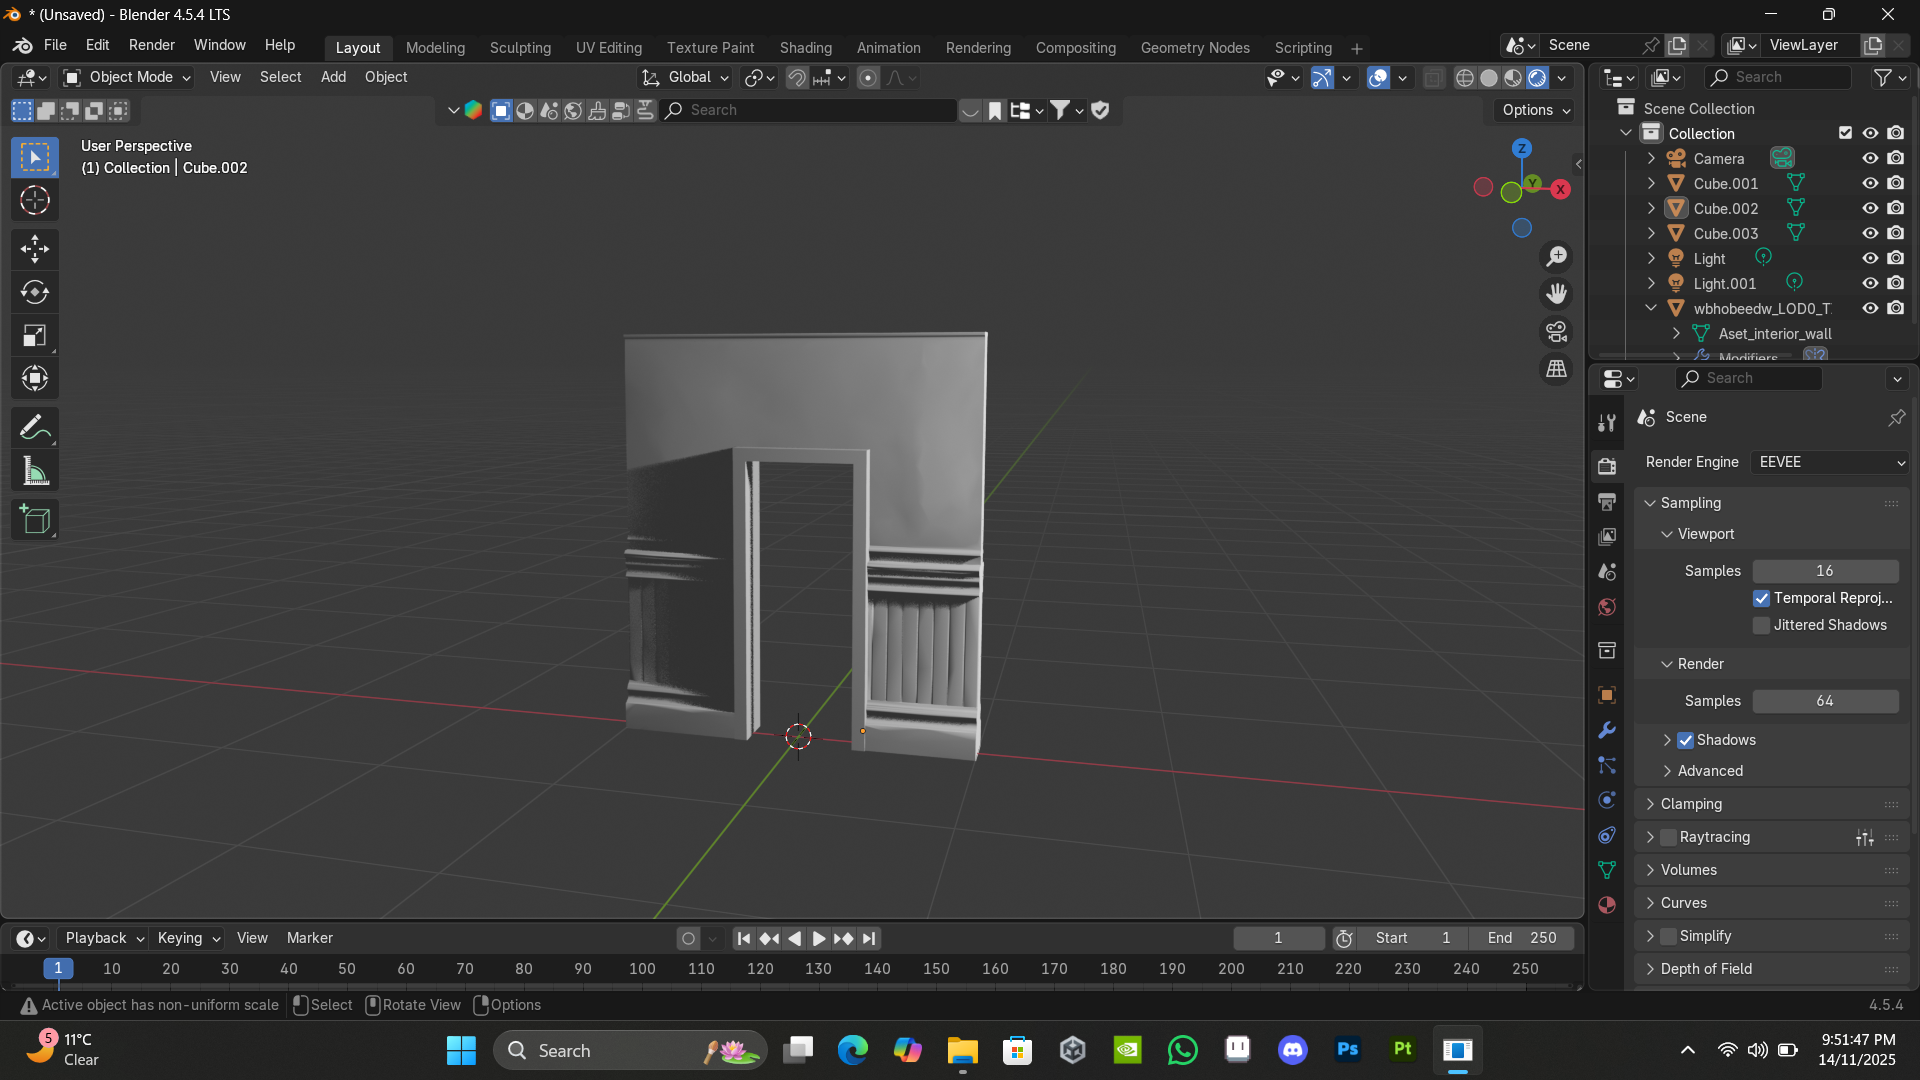 * (Unsaved) - Blender 4.5.4 LTS
File Edit Render Window Help
Layout Modeling Sculpting UV Editing Texture Paint Shading Animation Rendering Compositing Geometry Nodes Scripting
Scene
ViewLayer
Object Mode View Select Add Object
Global
Search
Search
Options
User Perspective
(1) Collection | Cube.002
Z
Y
X
Scene Collection
Collection
Camera
Cube.001
Cube.002
Cube.003
Light
Light.001
wbhobeedw_LOD0_T
Aset_interior_wall
Modifiers
Search
Scene
Render Engine EEVEE
Sampling
Viewport
Samples 16
Temporal Reproj...
Jittered Shadows
Render
Samples 64
Shadows
Advanced
Clamping
Raytracing
Volumes
Curves
Simplify
Depth of Field
Playback Keying View Marker
1 Start 1 End 250
1 10 20 30 40 50 60 70 80 90 100 110 120 130 140 150 160 170 180 190 200 210 220 230 240 250
Active object has non-uniform scale Select Rotate View Options
4.5.4
5
11°C
Clear
Search
Ps
Pt
9:51:47 PM
14/11/2025